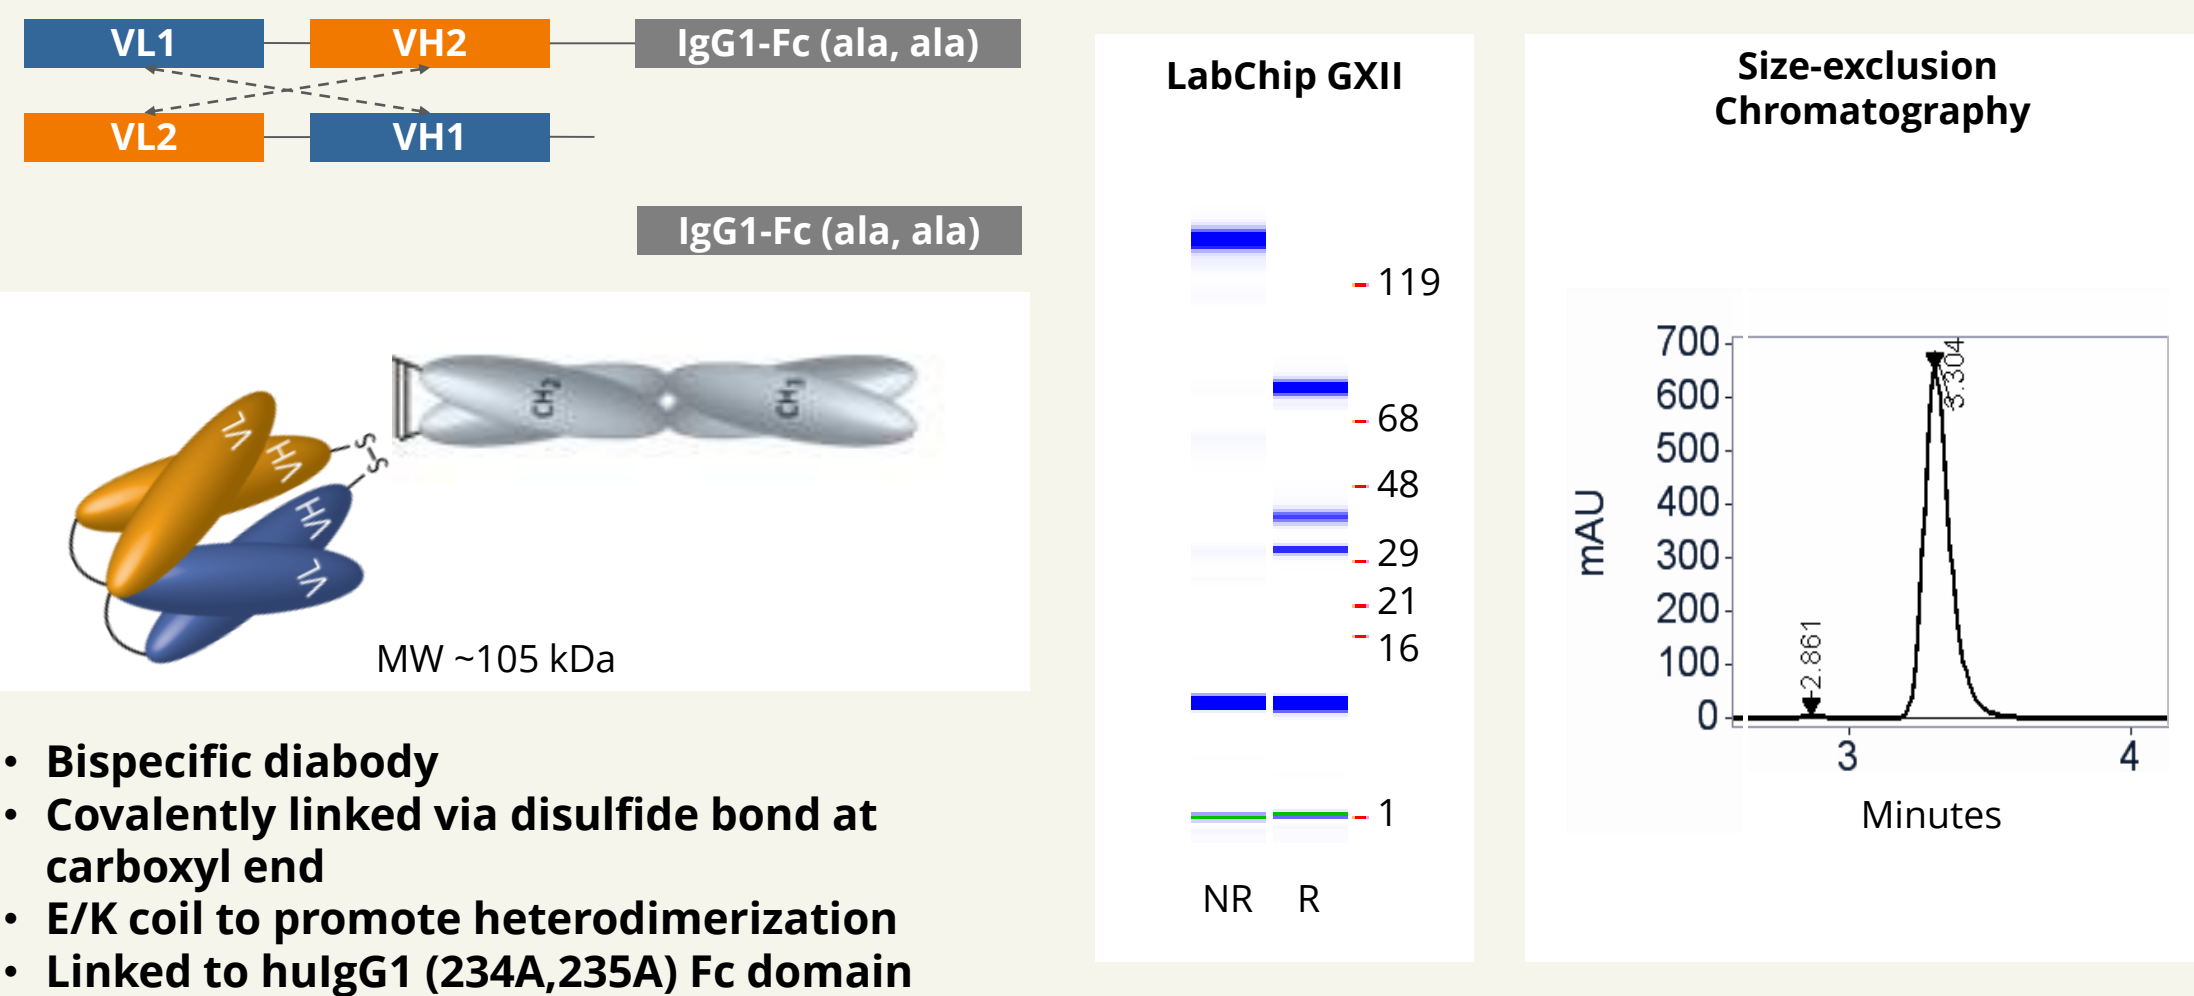 VL1
VH2
IgG1-Fc (ala, ala)
VL2
VH1
IgG1-Fc (ala, ala)
CH2
CH3
VL
VH
S-S
VH
VL
MW ~105 kDa
• Bispecific diabody
• Covalently linked via disulfide bond at
carboxyl end
• E/K coil to promote heterodimerization
• Linked to huIgG1 (234A,235A) Fc domain
LabChip GXII
119
68
48
29
21
16
1
NR
R
Size-exclusion
Chromatography
700
600
500
400
300
200
100
0
mAU
2.861
3.304
3
4
Minutes